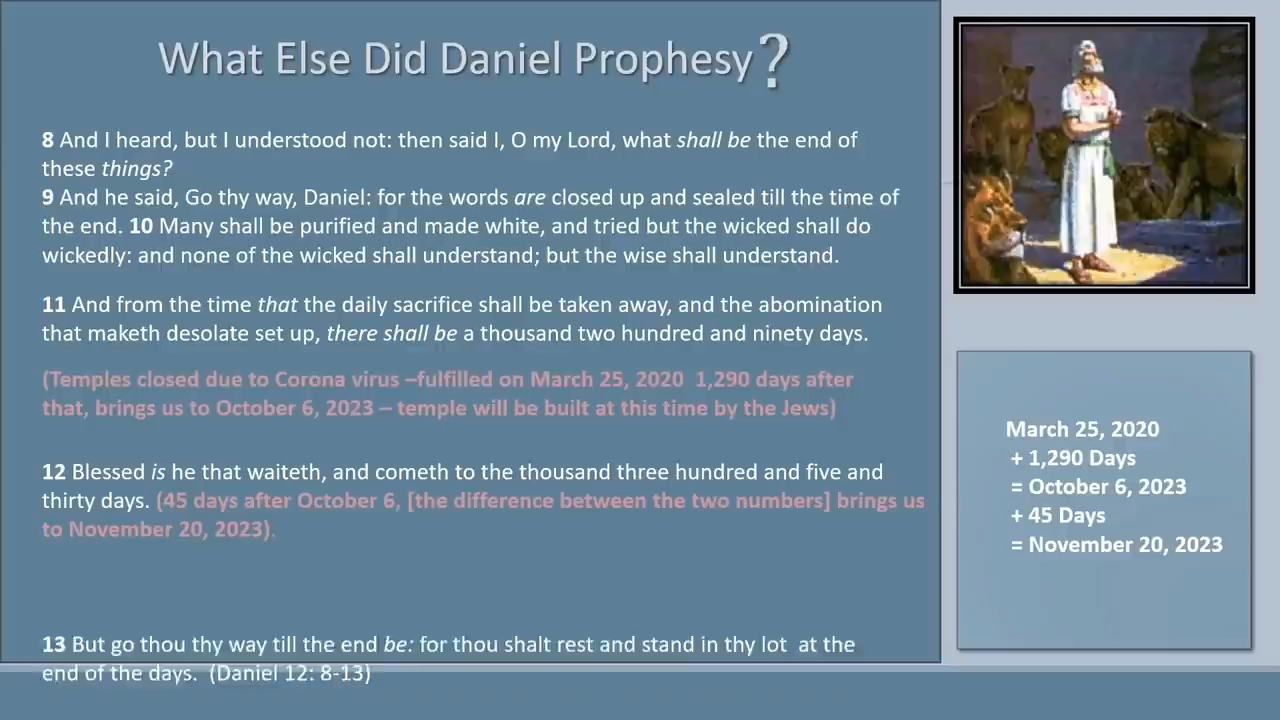 What Else Did Daniel Prophesy?
8 And I heard, but I understood not: then said I, O my Lord, what shall be the end of
these things?
9 And he said, Go thy way, Daniel: for the words are closed up and sealed till the time of
the end. 10 Many shall be purified and made white, and tried but the wicked shall do
wickedly: and none of the wicked shall understand; but the wise shall understand.
11 And from the time that the daily sacrifice shall be taken away, and the abomination
that maketh desolate set up, there shall be a thousand two hundred and ninety days.
(Temples closed due to Corona virus –fulfilled on March 25, 2020 1,290 days after
that, brings us to October 6, 2023 – temple will be built at this time by the Jews)
12 Blessed is he that waiteth, and cometh to the thousand three hundred and five and
thirty days. (45 days after October 6, [the difference between the two numbers] brings us
to November 20, 2023).
13 But go thou thy way till the end be: for thou shalt rest and stand in thy lot at the
end of the days. (Daniel 12: 8-13)
March 25, 2020
+ 1,290 Days
= October 6, 2023
+ 45 Days
= November 20, 2023